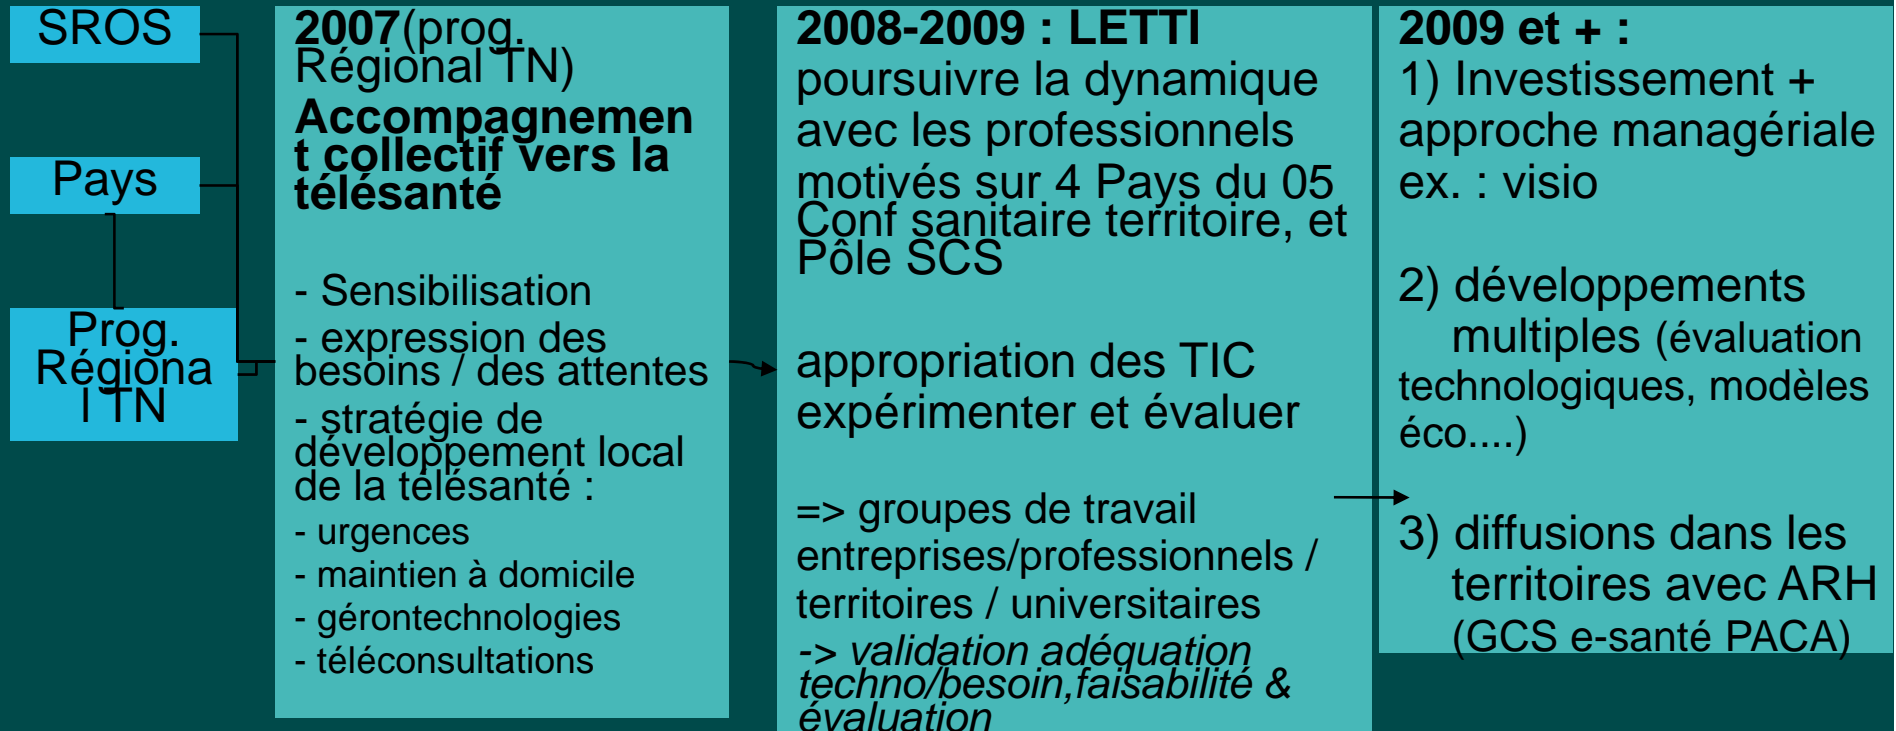 SROS
Pays
Prog.
Régiona
l TN
2007(prog.
Régional TN)
Accompagnemen
t collectif vers la
télésanté
- Sensibilisation
- expression des
besoins / des attentes
- stratégie de
développement local
de la télésanté :
- urgences
- maintien à domicile
- gérontechnologies
- téléconsultations
2008-2009 : LETTI
poursuivre la dynamique
avec les professionnels
motivés sur 4 Pays du 05
Conf sanitaire territoire, et
Pôle SCS
appropriation des TIC
expérimenter et évaluer
=> groupes de travail
entreprises/professionnels /
territoires / universitaires
-> validation adéquation
techno/besoin,faisabilité &
évaluation
2009 et + :
1) Investissement +
approche managériale
ex. : visio
2) développements
multiples (évaluation
technologiques, modèles
éco....)
3) diffusions dans les
territoires avec ARH
(GCS e-santé PACA)